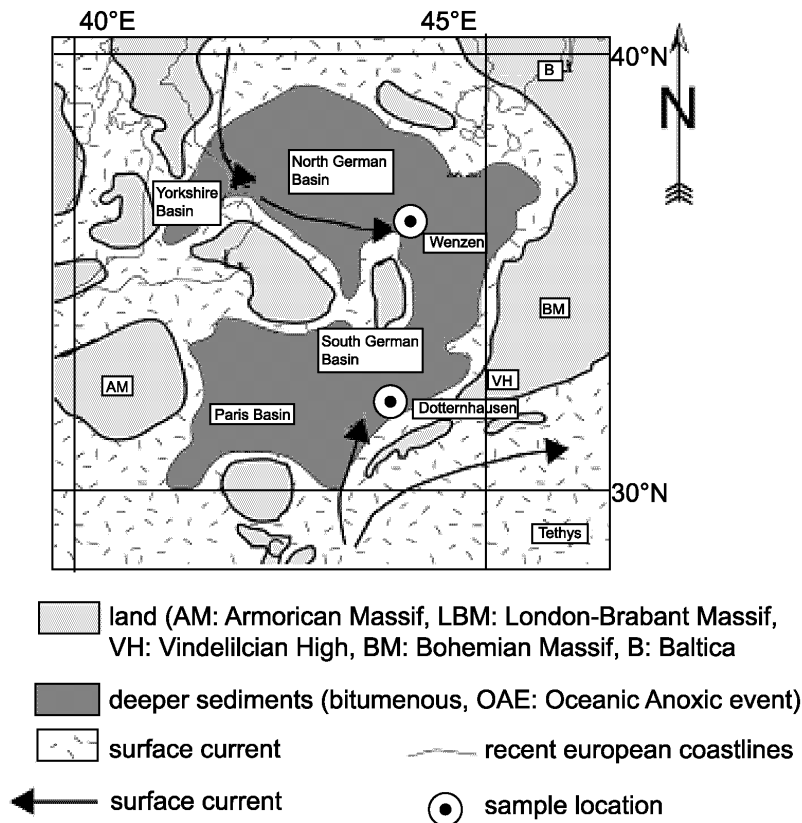 40°E 45°E
40°N
B
N
North German
Basin
Yorkshire
Basin
Wenzen
BM
South German
Basin
AM
VH
Paris Basin
Dotternhausen
30°N
Tethys
land (AM: Armorican Massif, LBM: London-Brabant Massif,
VH: Vindelilcian High, BM: Bohemian Massif, B: Baltica
deeper sediments (bitumenous, OAE: Oceanic Anoxic event)
surface current
recent european coastlines
surface current
sample location